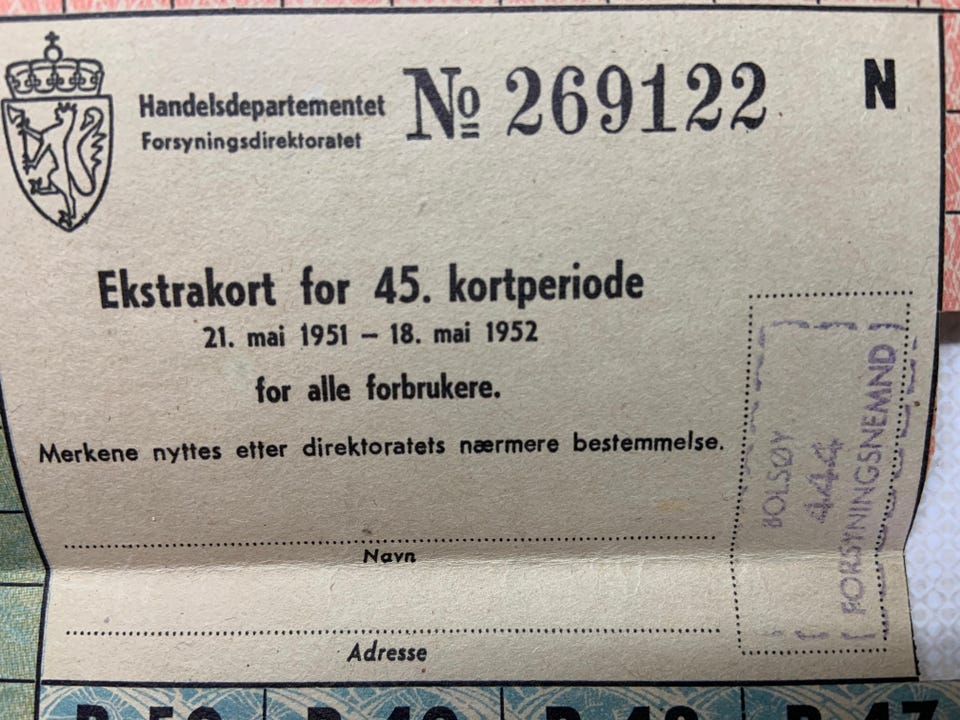 Handelsdepartementet
Forsyningsdirektoratet
№ 269122
N
Ekstrakort for 45. kortperiode
21. mai 1951 – 18. mai 1952
for alle forbrukere.
Merkene nyttes etter direktoratets nærmere bestemmelse.
Navn
Adresse
BOLSØY
444
FORSYNINGSNEMND